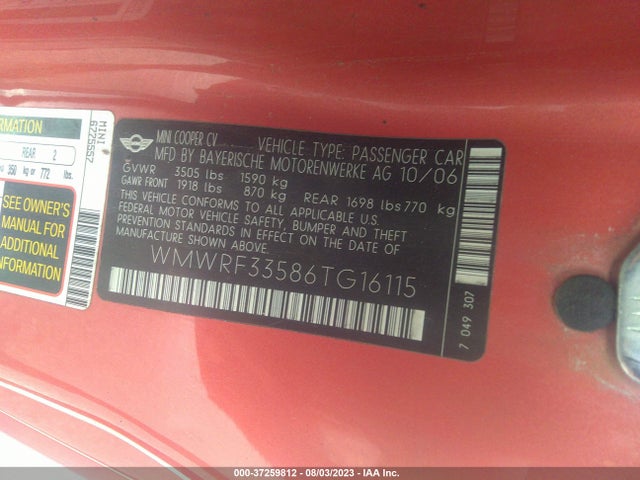 RMATION
REAR 2
350 kg or 772 lbs.
SEE OWNER'S
MANUAL FOR
ADDITIONAL
INFORMATION
MINI
6775557
MINI COOPER CV VEHICLE TYPE: PASSENGER CAR
MFD BY BAYERISCHE MOTORENWERKE AG 10/06
GVWR 3505 lbs 1590 kg
GAWR FRONT 1918 lbs 870 kg REAR 1698 lbs 770 kg
THIS VEHICLE CONFORMS TO ALL APPLICABLE U.S.
FEDERAL MOTOR VEHICLE SAFETY, BUMPER, AND THEFT
PREVENTION STANDARDS IN EFFECT ON THE DATE OF
MANUFACTURE SHOWN ABOVE.
WMWRF33586TG16115
7 049 307
000-37259812 - 08/03/2023 - IAA Inc.